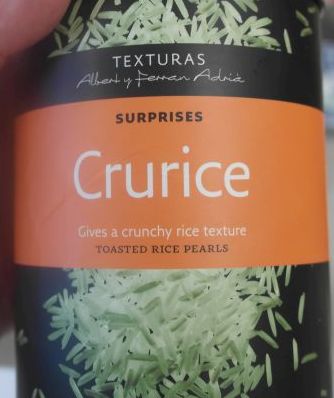 TEXTURAS
Albert y Ferran Adrià
SURPRISES
Crurice
Gives a crunchy rice texture
TOASTED RICE PEARLS